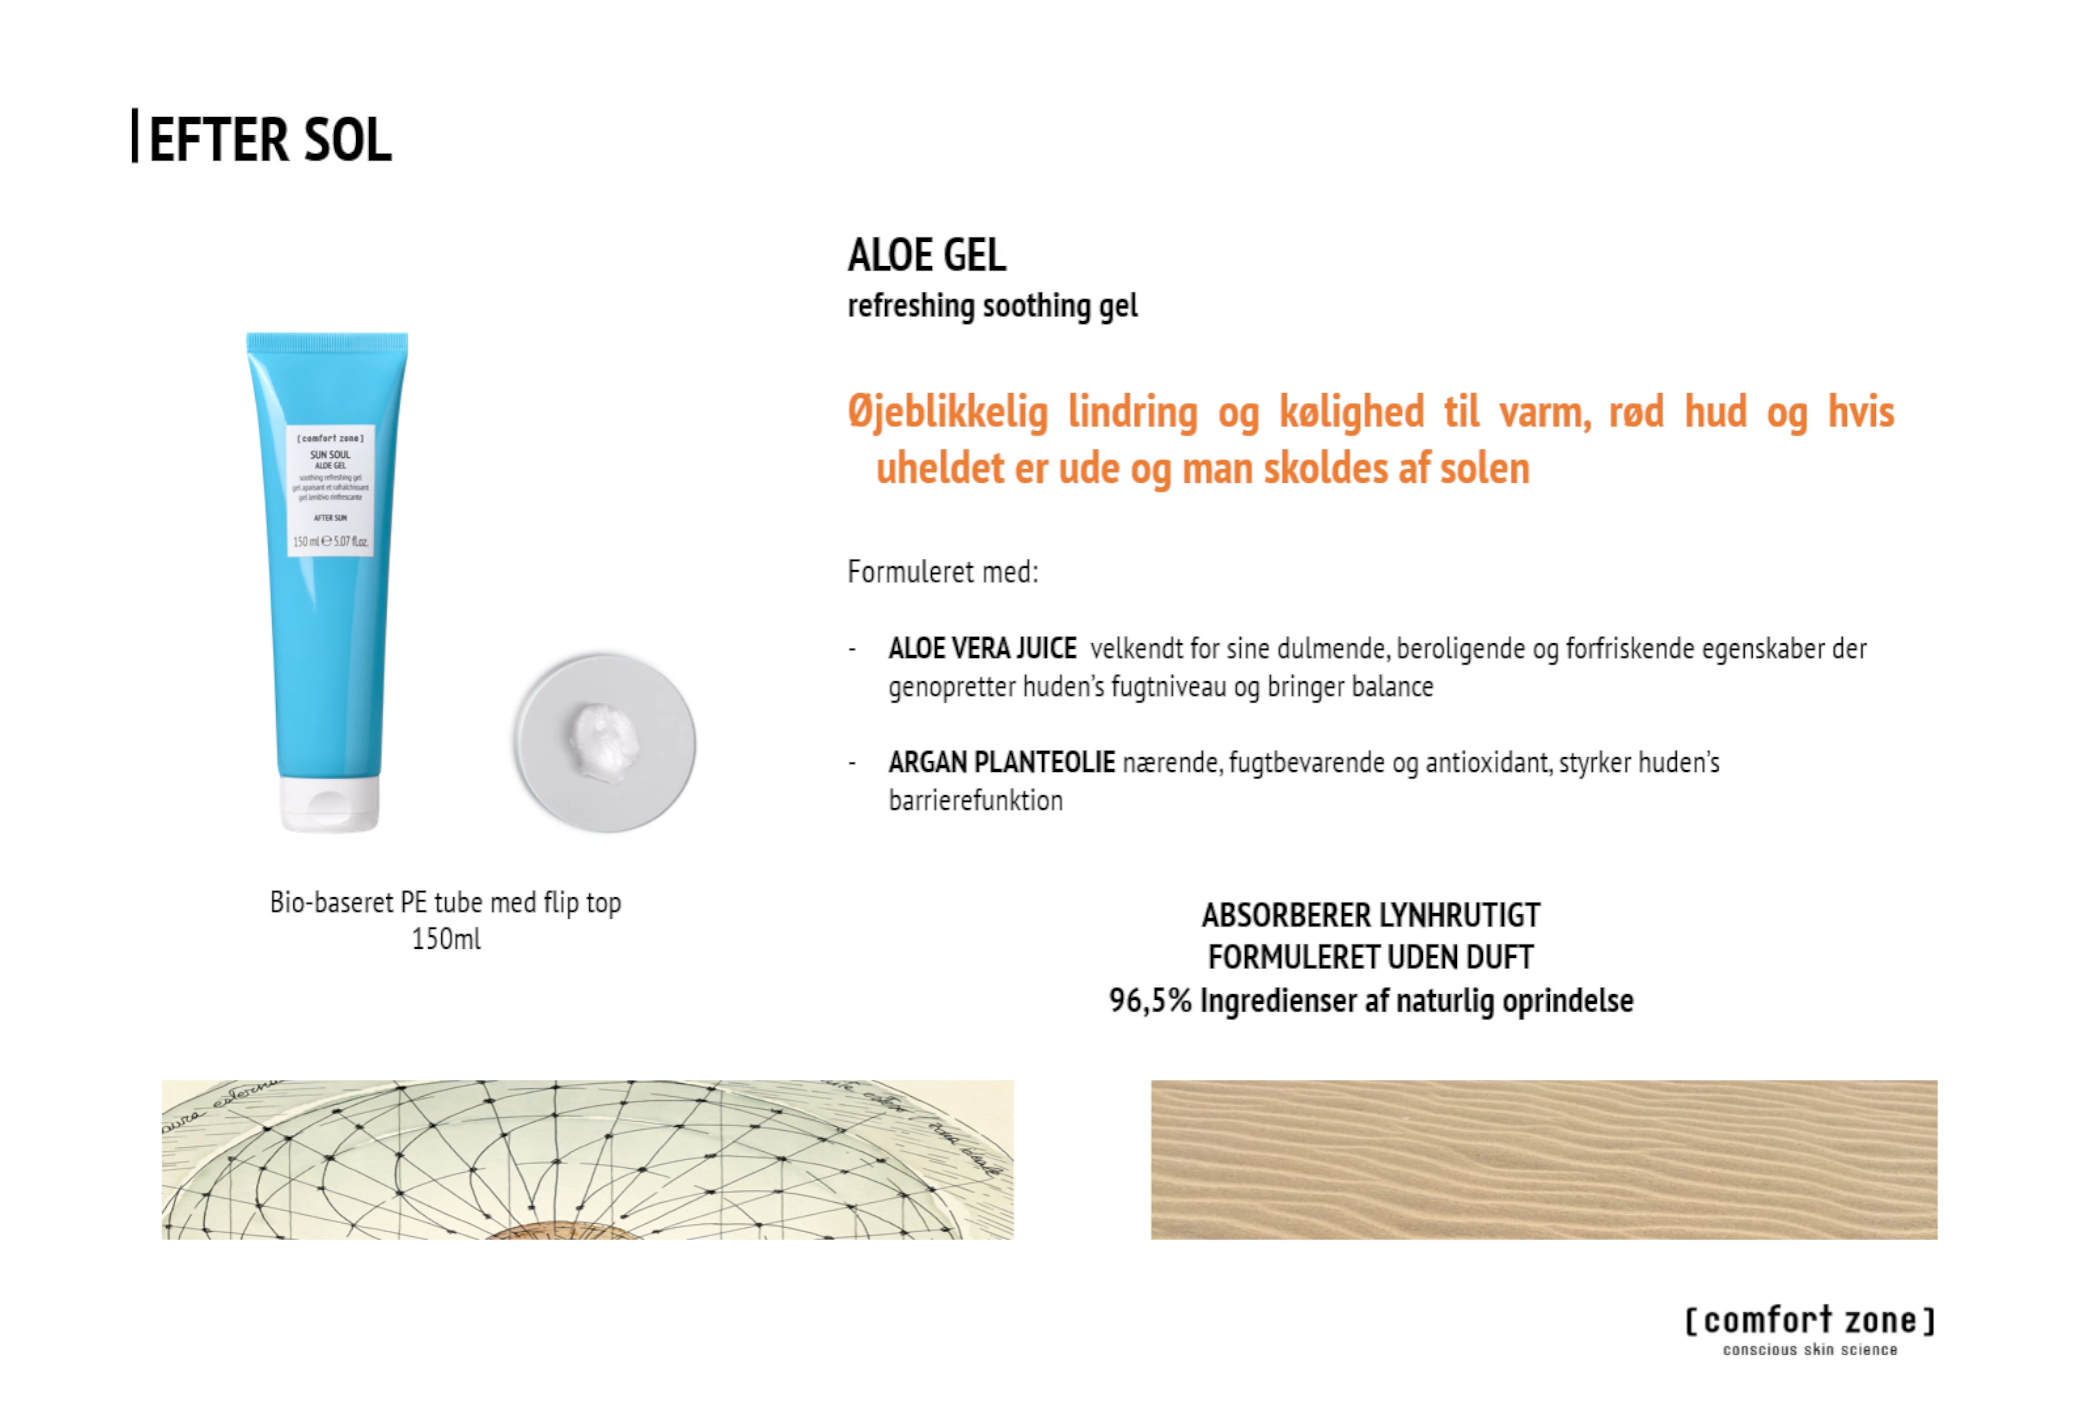 EFTER SOL
ALOE GEL
refreshing soothing gel
Øjeblikkelig lindring og kølighed til varm, rød hud og hvis
uheldet er ude og man skoldes af solen
[comfort zone]
SUN SOUL
ALOE GEL
soothing refreshing gel
gel apaisant et rafraîchissant
gel lenitivo rinfrescante
AFTER SUN
150 ml ℮ 5.07 fl.oz.
Formuleret med:
- ALOE VERA JUICE velkendt for sine dulmende, beroligende og forfriskende egenskaber der
genopretter huden’s fugtniveau og bringer balance
- ARGAN PLANTEOLIE nærende, fugtbevarende og antioxidant, styrker huden’s
barrierefunktion
Bio-baseret PE tube med flip top
150ml
ABSORBERER LYNHRUTIGT
FORMULERET UDEN DUFT
96,5% Ingredienser af naturlig oprindelse
[comfort zone]
conscious skin science